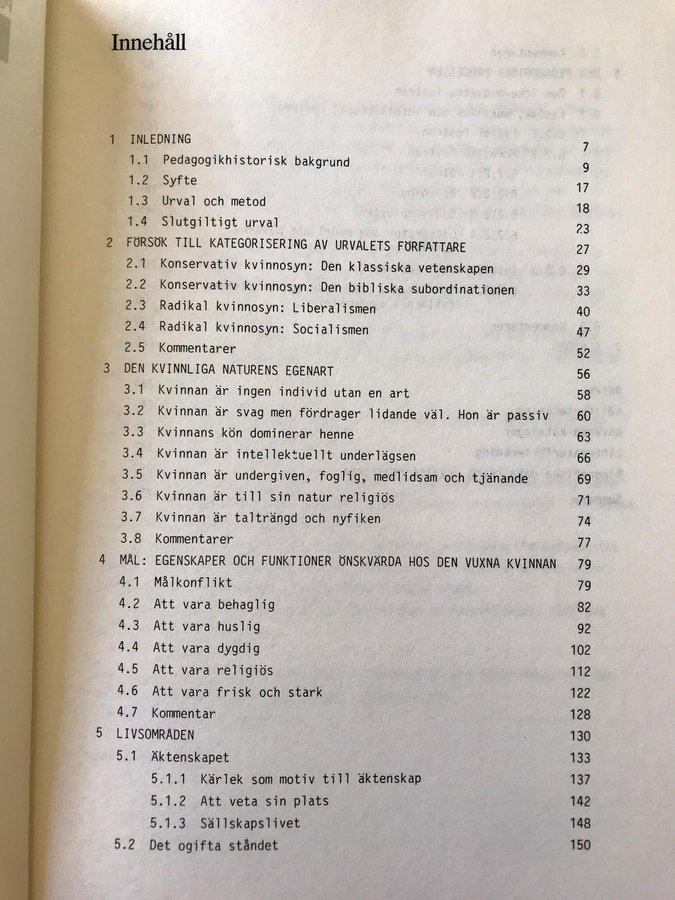 Innehåll
1 INLEDNING 7
1.1 Pedagogikhistorisk bakgrund 9
1.2 Syfte 17
1.3 Urval och metod 18
1.4 Slutgiltigt urval 23
2 FÖRSÖK TILL KATEGORISERING AV URVALETS FÖRFATTARE 27
2.1 Konservativ kvinnosyn: Den klassiska vetenskapen 29
2.2 Konservativ kvinnosyn: Den bibliska subordinationen 33
2.3 Radikal kvinnosyn: Liberalismen 40
2.4 Radikal kvinnosyn: Socialismen 47
2.5 Kommentarer 52
3 DEN KVINNLIGA NATURENS EGENART 56
3.1 Kvinnan är ingen individ utan en art 58
3.2 Kvinnan är svag men fördrager lidande väl. Hon är passiv 60
3.3 Kvinnans kön dominerar henne 63
3.4 Kvinnan är intellektuellt underlägsen 66
3.5 Kvinnan är undergiven, foglig, medlidsam och tjänande 69
3.6 Kvinnan är till sin natur religiös 71
3.7 Kvinnan är talträngd och nyfiken 74
3.8 Kommentarer 77
4 MÅL: EGENSKAPER OCH FUNKTIONER ÖNSKVÄRDA HOS DEN VUXNA KVINNAN 79
4.1 Målkonflikt 79
4.2 Att vara behaglig 82
4.3 Att vara huslig 92
4.4 Att vara dygdig 102
4.5 Att vara religiös 112
4.6 Att vara frisk och stark 122
4.7 Kommentar 128
5 LIVSOMRÅDEN 130
5.1 Äktenskapet 133
5.1.1 Kärlek som motiv till äktenskap 137
5.1.2 Att veta sin plats 142
5.1.3 Sällskapslivet 148
5.2 Det ogifta ståndet 150